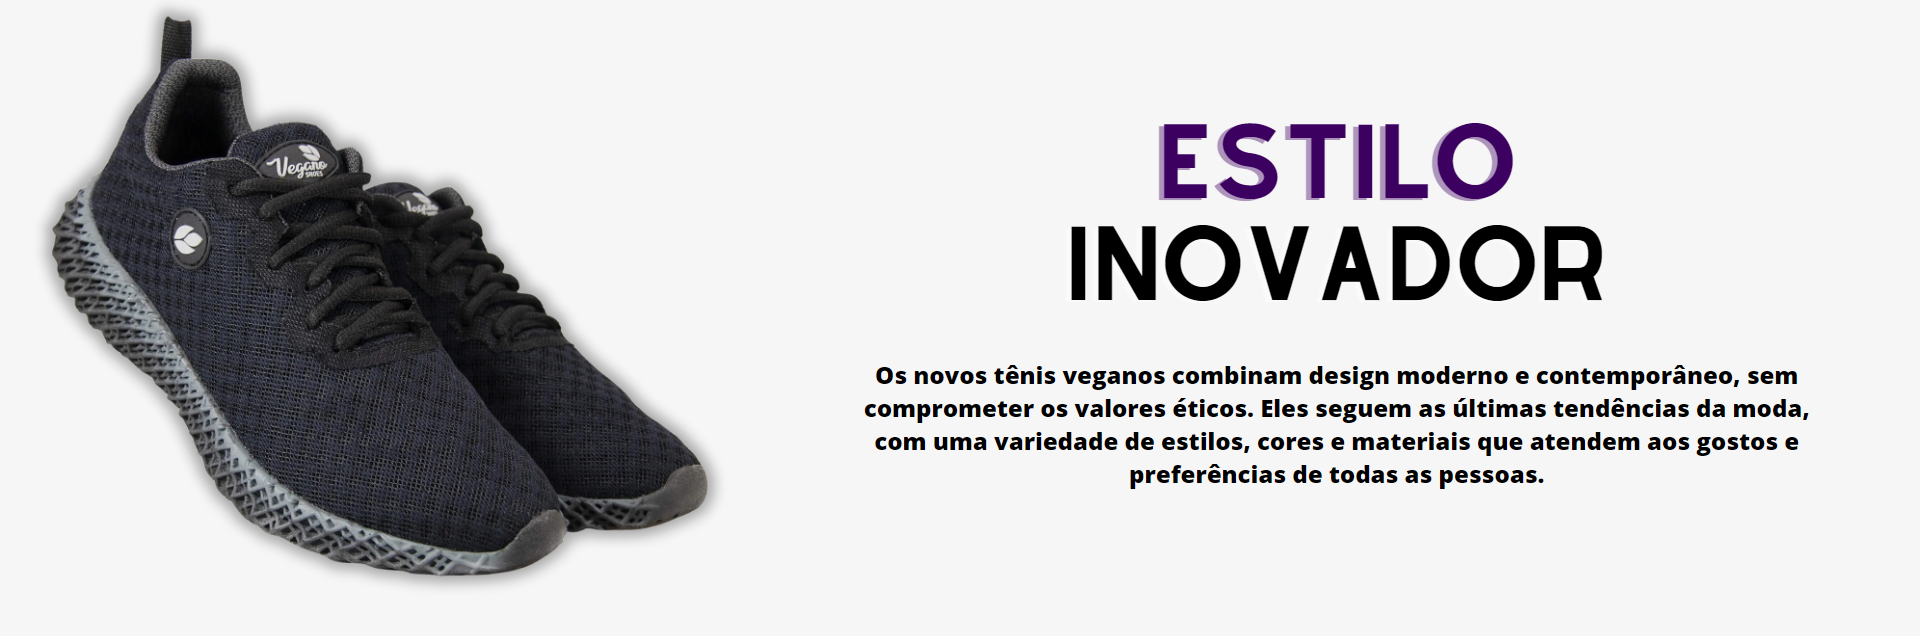 Vegano
SHOES
ESTILO
INOVADOR
Os novos tênis veganos combinam design moderno e contemporâneo, sem
comprometer os valores éticos. Eles seguem as últimas tendências da moda,
com uma variedade de estilos, cores e materiais que atendem aos gostos e
preferências de todas as pessoas.